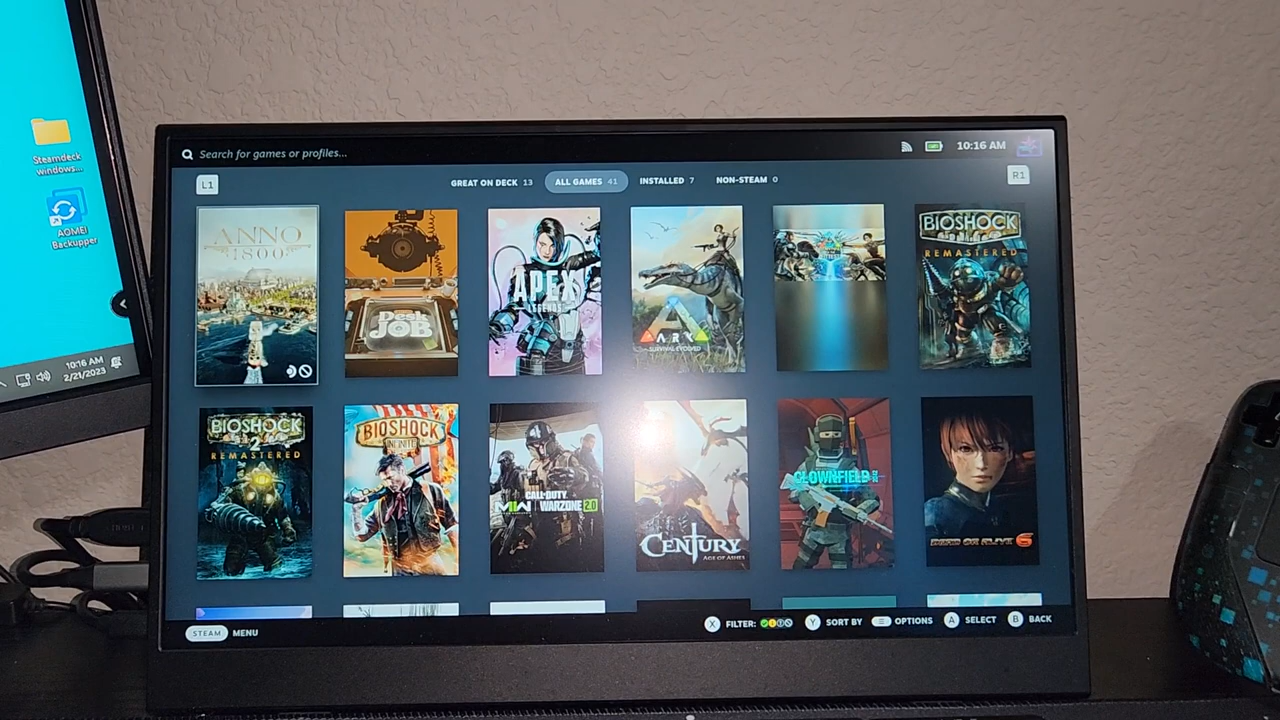 Steamdeck
windows...
AOMEI
Backupper
10:16 AM
2/21/2023
Search for games or profiles...
10:16 AM
L1
GREAT ON DECK 13
ALL GAMES 41
INSTALLED 7
NON-STEAM 0
R1
ANNO
1800
Desk
JOB
APEX
LEGENDS
ARK
SURVIVAL EVOLVED
BIOSHOCK
REMASTERED
BIOSHOCK
2
REMASTERED
BIOSHOCK
INFINITE
CALL OF DUTY
MWII WARZONE 2.0
CENTURY
AGE OF ASHES
CLOWNFIELD
DEAD OR ALIVE 6
STEAM MENU
X FILTER:
Y SORT BY
OPTIONS
A SELECT
B BACK